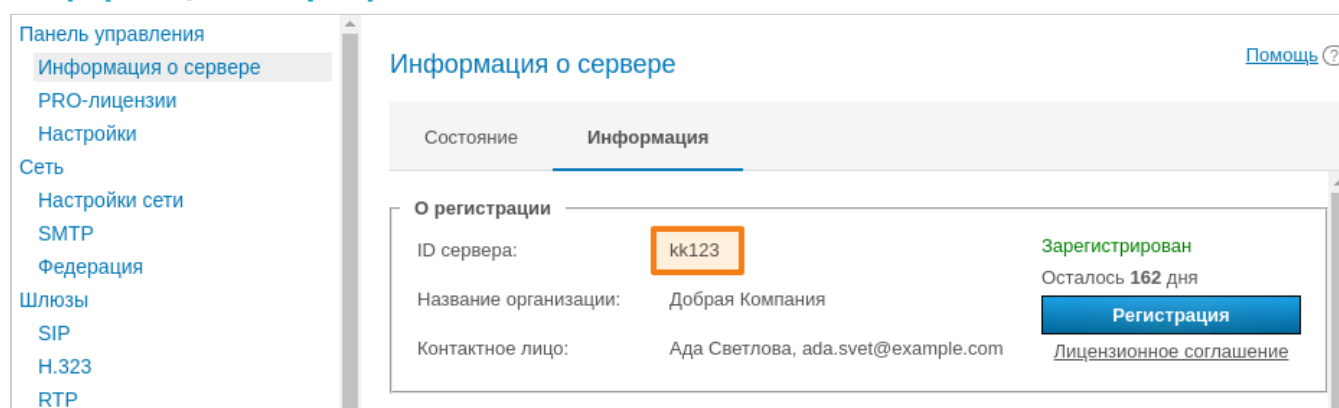 Панель управления
Информация о сервере
PRO-лицензии
Настройки
Сеть
Настройки сети
SMTP
Федерация
Шлюзы
SIP
H.323
RTP
Информация о сервере
Помощь ?
Состояние Информация
О регистрации
ID сервера: kk123
Зарегистрирован
Осталось 162 дня
Название организации: Добрая Компания
Регистрация
Контактное лицо: Ада Светлова, ada.svet@example.com
Лицензионное соглашение